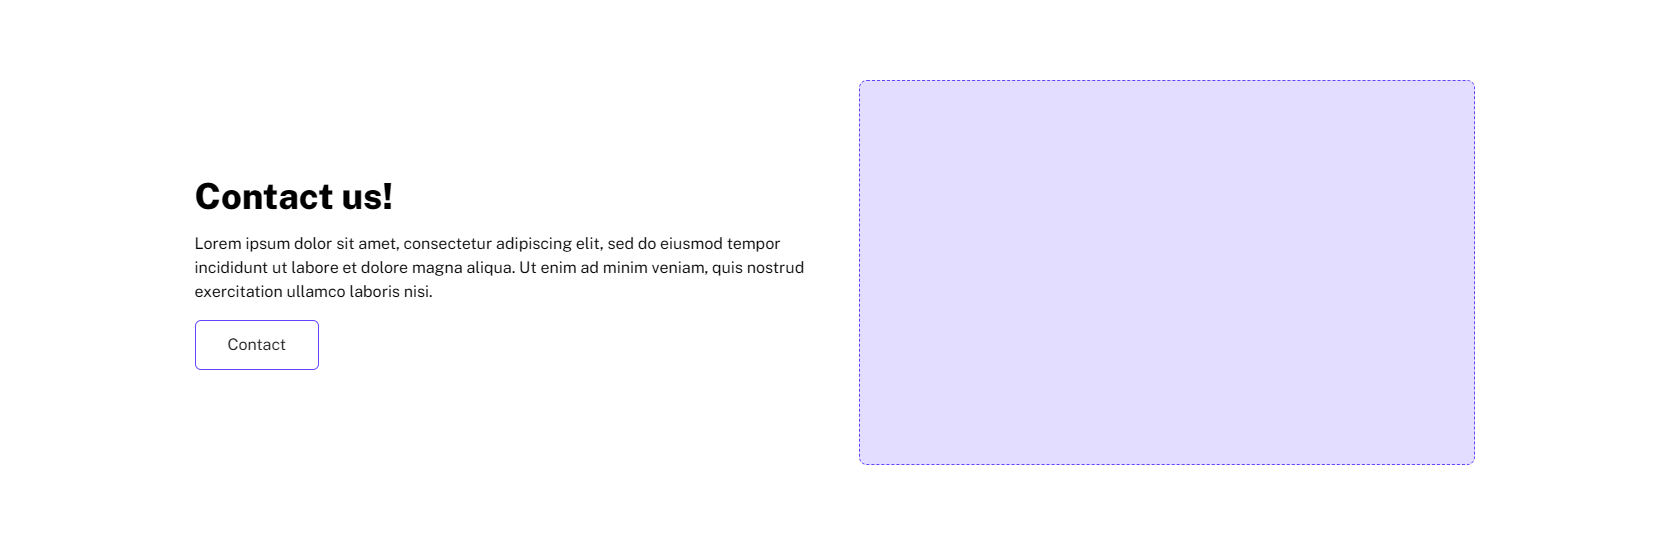 Contact us!
Lorem ipsum dolor sit amet, consectetur adipiscing elit, sed do eiusmod tempor
incididunt ut labore et dolore magna aliqua. Ut enim ad minim veniam, quis nostrud
exercitation ullamco laboris nisi.
Contact